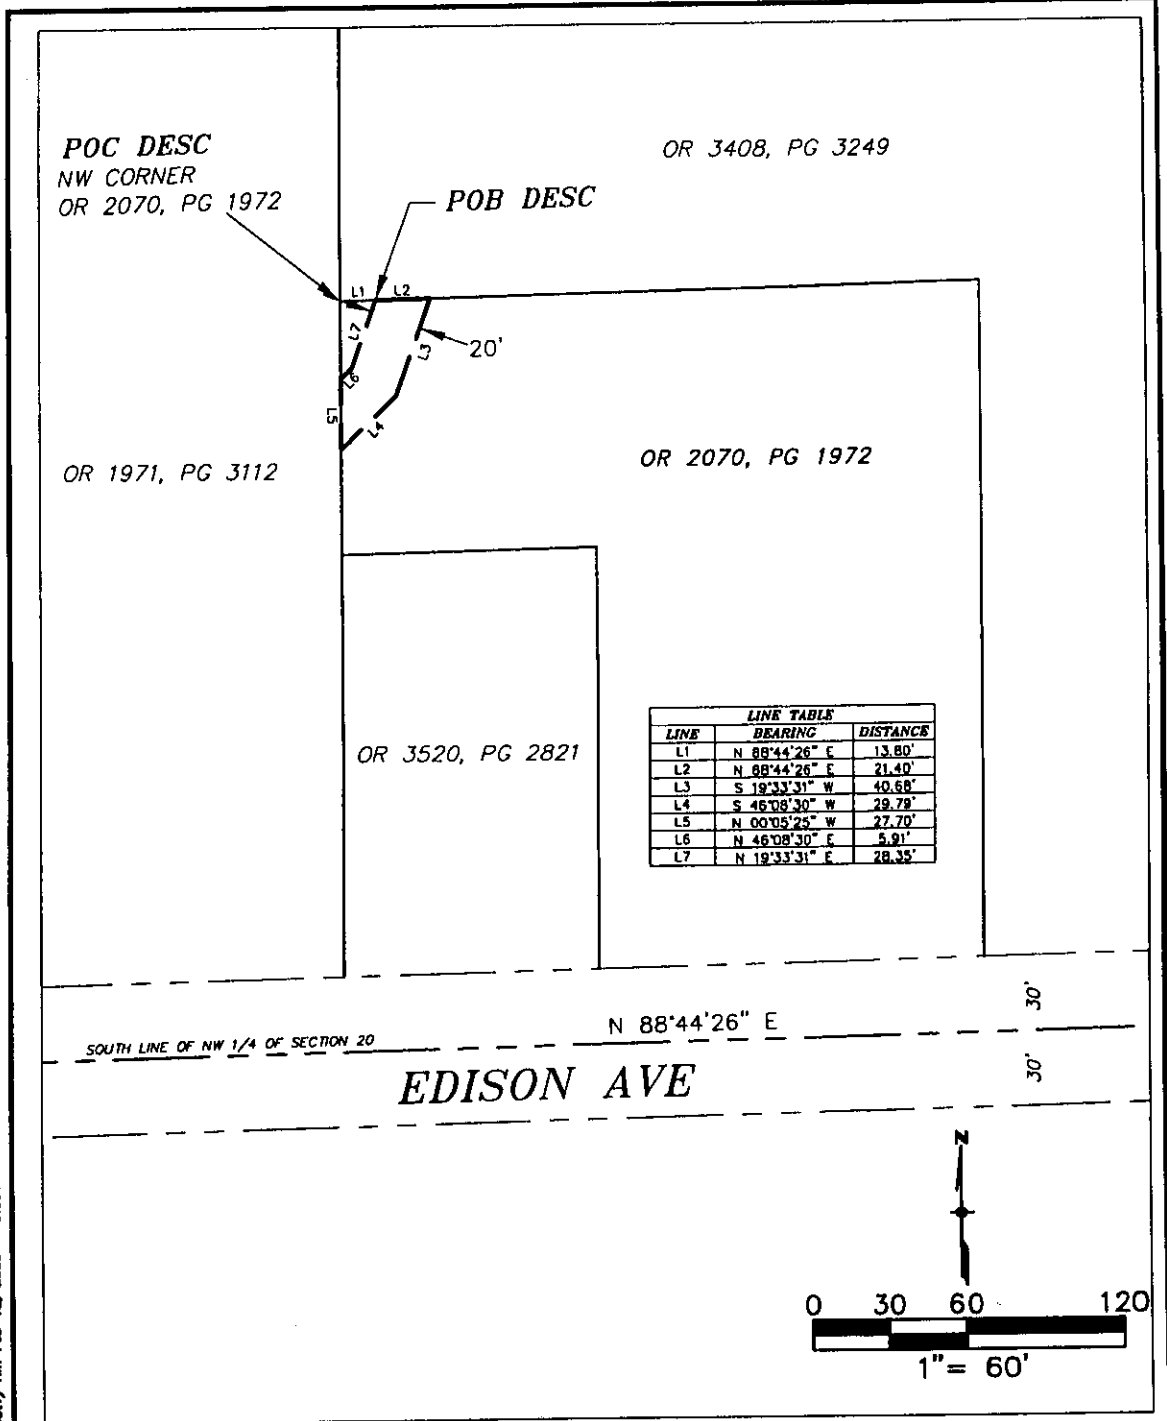 POC DESC
NW CORNER
OR 2070, PG 1972
OR 3408, PG 3249
POB DESC
L1
L2
L7
L3
20'
L6
L5
L4
OR 1971, PG 3112
OR 2070, PG 1972
OR 3520, PG 2821
LINE TABLE
LINE BEARING DISTANCE
L1 N 88°44'26" E 13.80'
L2 N 88°44'26" E 21.40'
L3 S 19°33'31" W 40.68'
L4 S 46°08'30" W 29.79'
L5 N 00°05'25" W 27.70'
L6 N 46°08'30" E 5.91'
L7 N 19°33'31" E 28.35'
30'
N 88°44'26" E
SOUTH LINE OF NW 1/4 OF SECTION 20
30'
EDISON AVE
N
0 30 60 120
1"= 60'